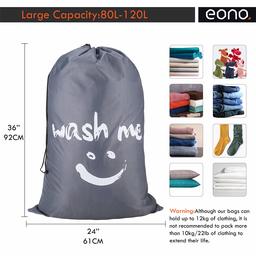 Large Capacity:80L-120L
eono.
36"
92CM
wash me
24"
61CM
Warning:Although our bags can
hold up to 12kg of clothing, it is
not recommended to pack more
than 10kg/22lb of clothing to
extend their life.